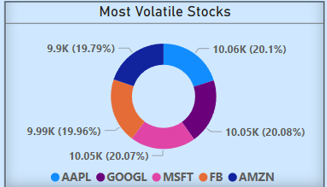 Most Volatile Stocks
9.9K (19.79%)
10.06K (20.1%)
9.99K (19.96%)
10.05K (20.08%)
10.05K (20.07%)
AAPL GOOGL MSFT FB AMZN